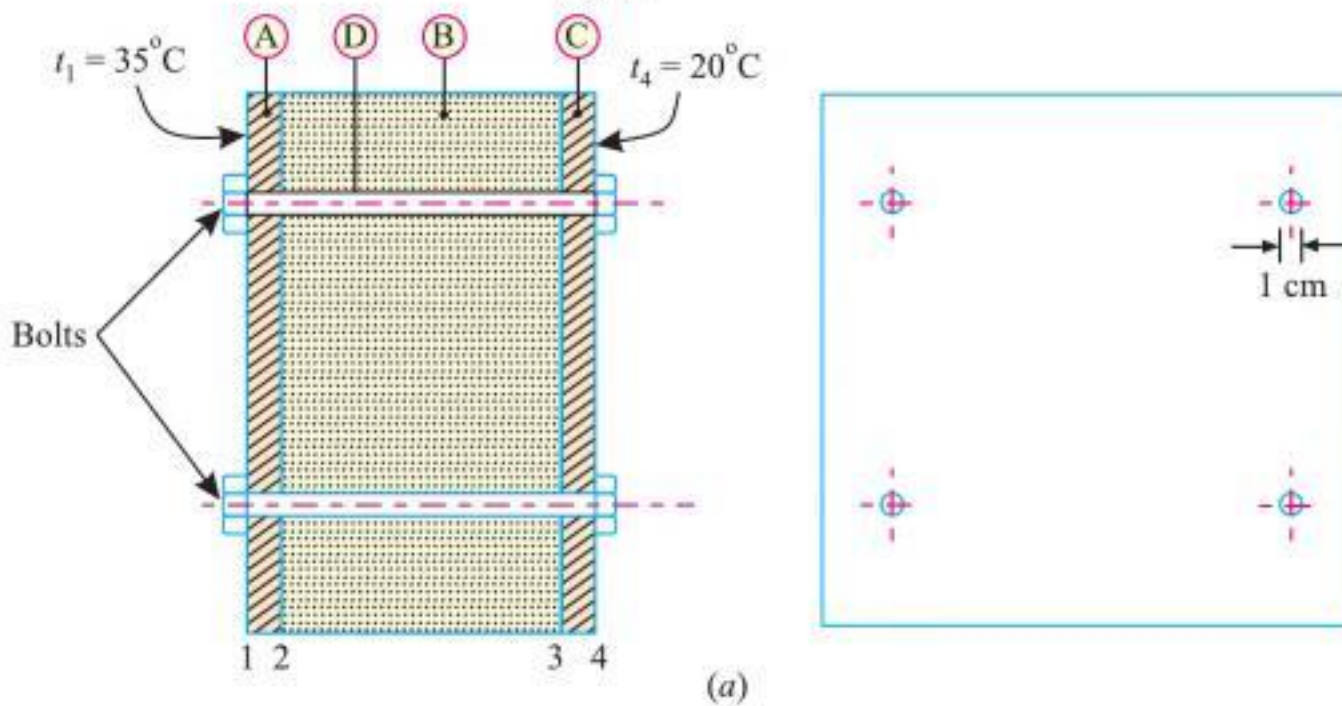 A D B C
t₁ = 35°C
t₄ = 20°C
1 cm
Bolts
1 2 3 4
(a)